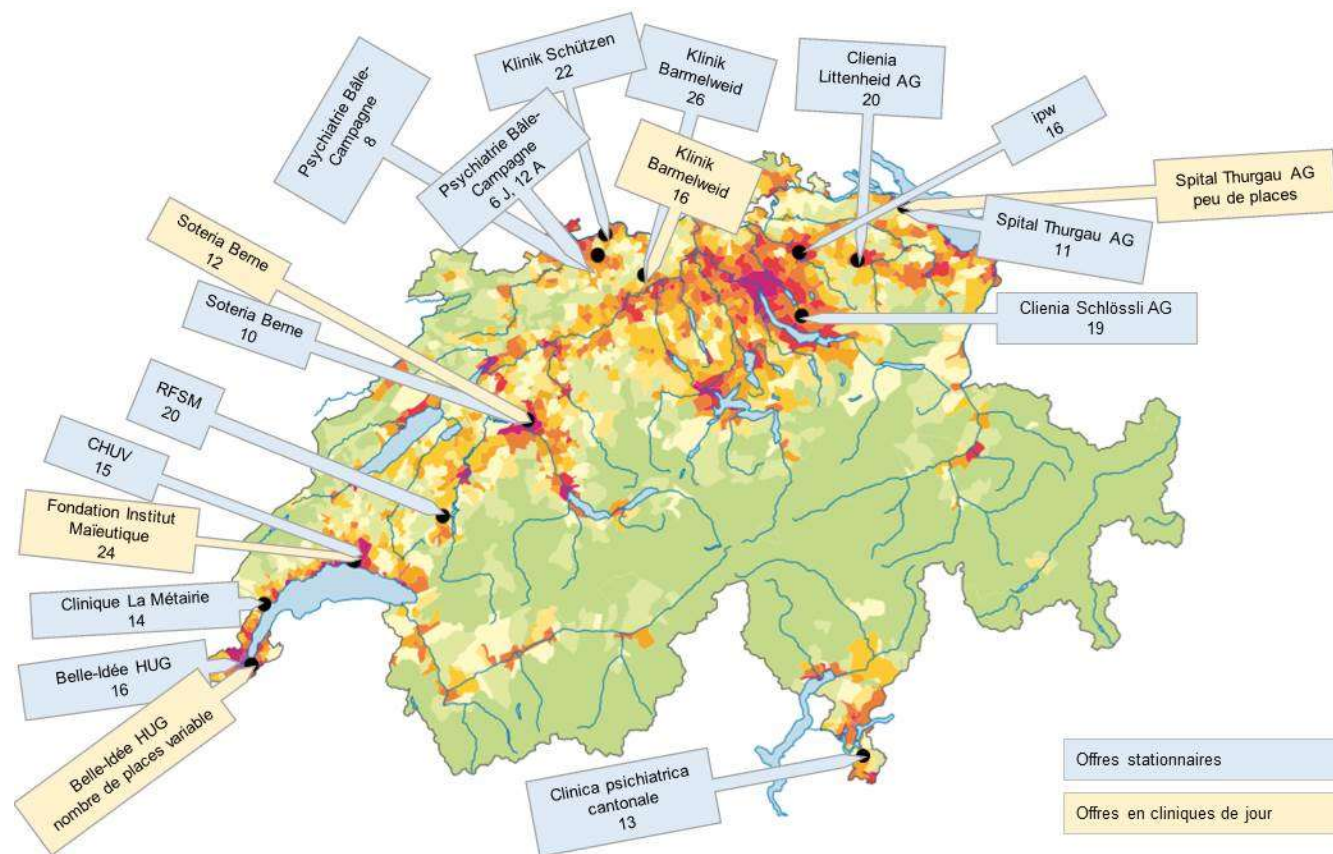 Psychiatrie Bâle-
Campagne
8
Klinik Schützen
22
Psychiatrie Bâle-
Campagne
6 J, 12 A
Klinik
Barmelweid
26
Klinik
Barmelweid
16
Clienia
Littenheid AG
20
ipw
16
Spital Thurgau AG
peu de places
Spital Thurgau AG
11
Clienia Schlössli AG
19
Soteria Berne
12
Soteria Berne
10
RFSM
20
CHUV
15
Fondation Institut
Maïeutique
24
Clinique La Métairie
14
Belle-Idée HUG
16
Belle-Idée HUG
nombre de places variable
Clinica psichiatrica
cantonale
13
Offres stationnaires
Offres en cliniques de jour